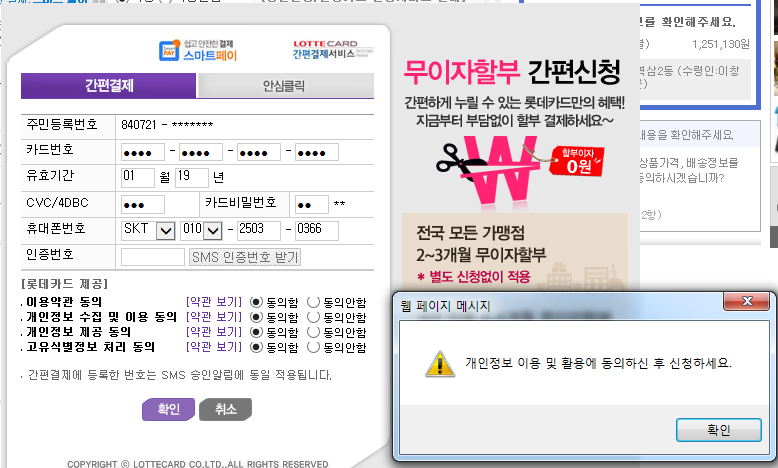 쉽고 안전한 결제
PAY 스마트페이
LOTTECARD
간편결제서비스
간편결제
안심클릭
주민등록번호 840721 - *******
카드번호 ●●●● - ●●●● - ●●●● - ●●●●
유효기간 01 월 19 년
CVC/4DBC ●●● 카드비밀번호 ●● **
휴대폰번호 SKT 010 - 2503 - 0366
인증번호 SMS 인증번호 받기
[롯데카드 제공]
. 이용약관 동의 [약관 보기] 동의함 동의안함
. 개인정보 수집 및 이용 동의 [약관 보기] 동의함 동의안함
. 개인정보 제공 동의 [약관 보기] 동의함 동의안함
. 고유식별정보 처리 동의 [약관 보기] 동의함 동의안함
. 간편결제에 등록한 번호는 SMS 승인알림에 동일 적용됩니다.
확인
취소
COPYRIGHT ⓒ LOTTECARD CO,LTD.,ALL RIGHTS RESERVED
무이자할부 간편신청
간편하게 누릴 수 있는 롯데카드만의 혜택!
지금부터 부담없이 할부 결제하세요~
할부이자
0원
전국 모든 가맹점
2~3개월 무이자할부
* 별도 신청없이 적용
를 확인해주세요.
1,251,130원
역삼2동 (수령인:이창
내용을 확인해주세요
상품가격, 배송정보를
동의하시겠습니까?
2항)
웹 페이지 메시지
개인정보 이용 및 활용에 동의하신 후 신청하세요.
확인